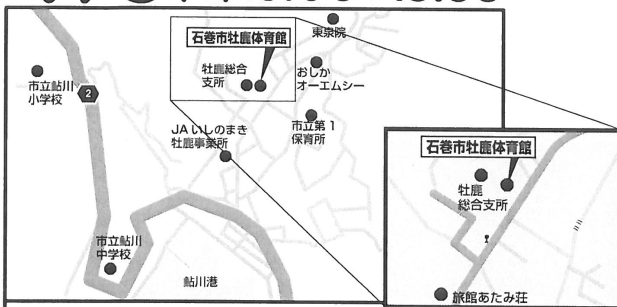 東泉院
石巻市牡鹿体育館
市立鮎川
小学校
2
牡鹿総合
支所
おしか
オーエムシー
JAいしのまき
牡鹿事業所
市立第1
保育所
市立鮎川
中学校
鮎川港
石巻市牡鹿体育館
牡鹿
総合支所
旅館あたみ荘